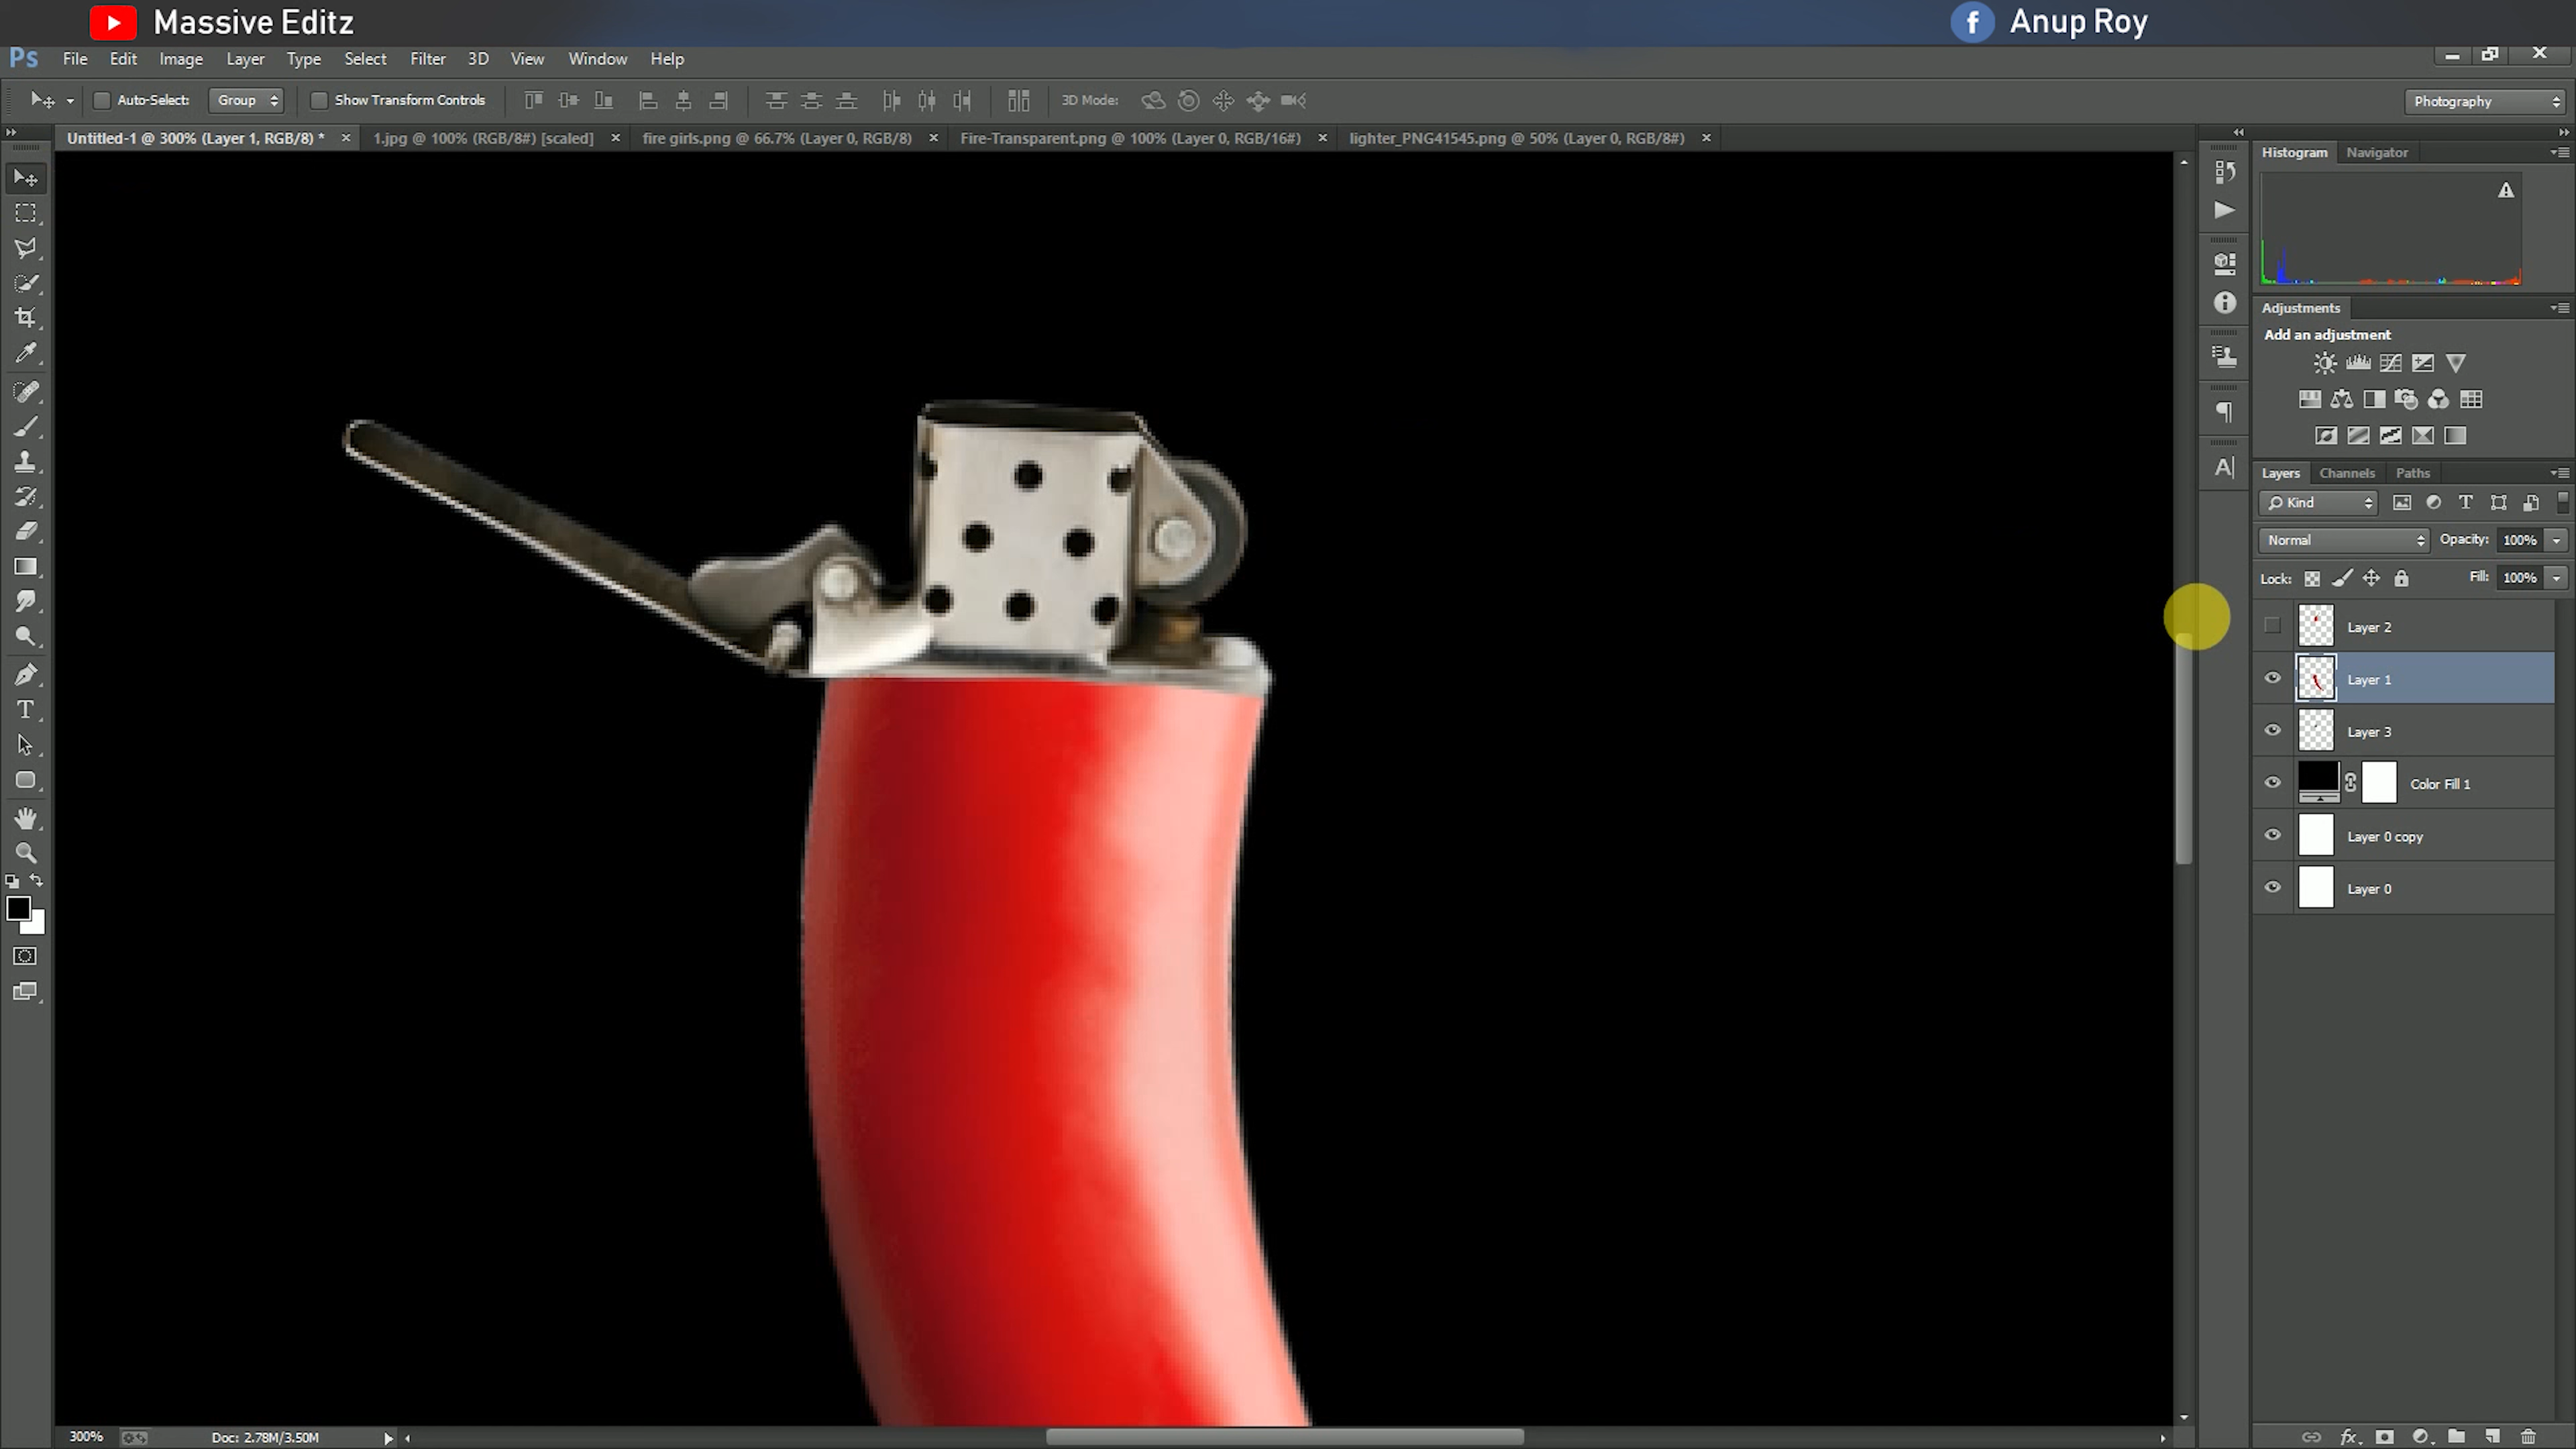 Massive Editz
f Anup Roy
Ps File Edit Image Layer Type Select Filter 3D View Window Help
Auto-Select: Group Show Transform Controls 3D Mode: Photography
Untitled-1 @ 300% (Layer 1, RGB/8) * 1.jpg @ 100% (RGB/8#) [scaled] fire girls.png @ 66.7% (Layer 0, RGB/8) Fire-Transparent.png @ 100% (Layer 0, RGB/16#) lighter_PNG41545.png @ 50% (Layer 0, RGB/8#)
Histogram Navigator
Adjustments
Add an adjustment
Layers Channels Paths
Kind
Normal Opacity: 100%
Lock: Fill: 100%
Layer 2
Layer 1
Layer 3
Color Fill 1
Layer 0 copy
Layer 0
300% Doc: 2.78M/3.50M